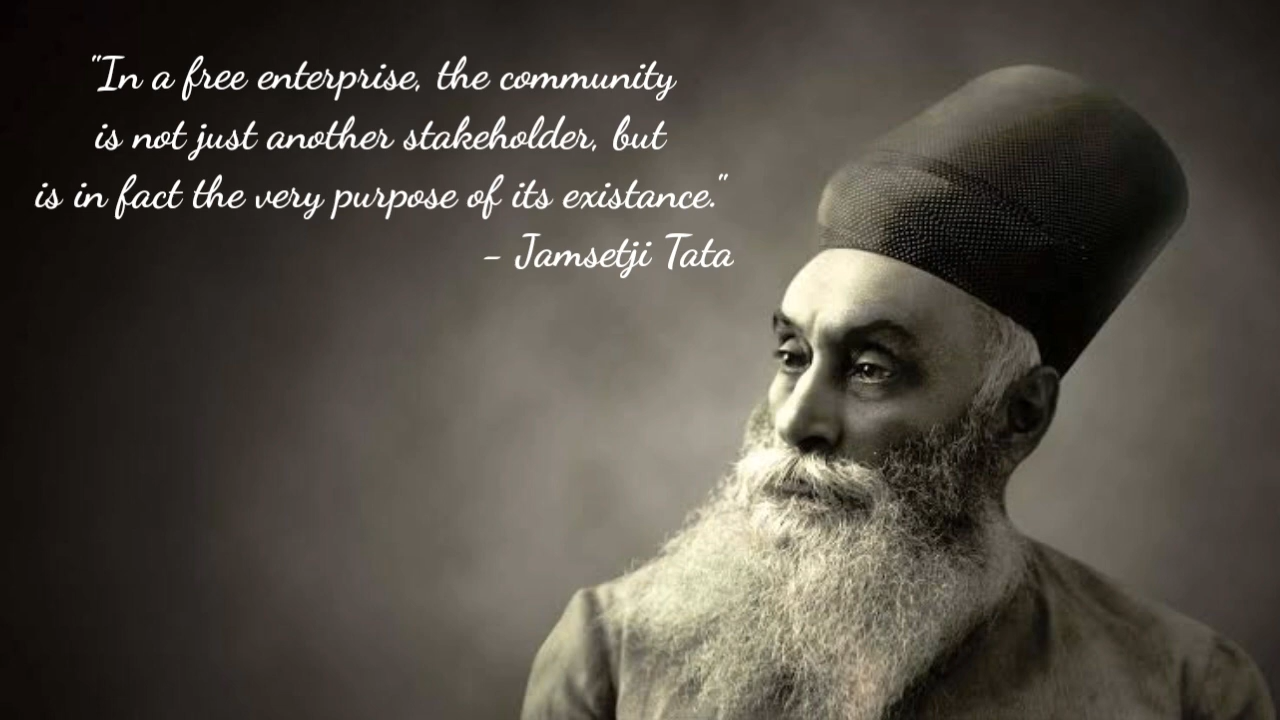 "In a free enterprise, the community
is not just another stakeholder, but
is in fact the very purpose of its existance."
- Jamsetji Tata